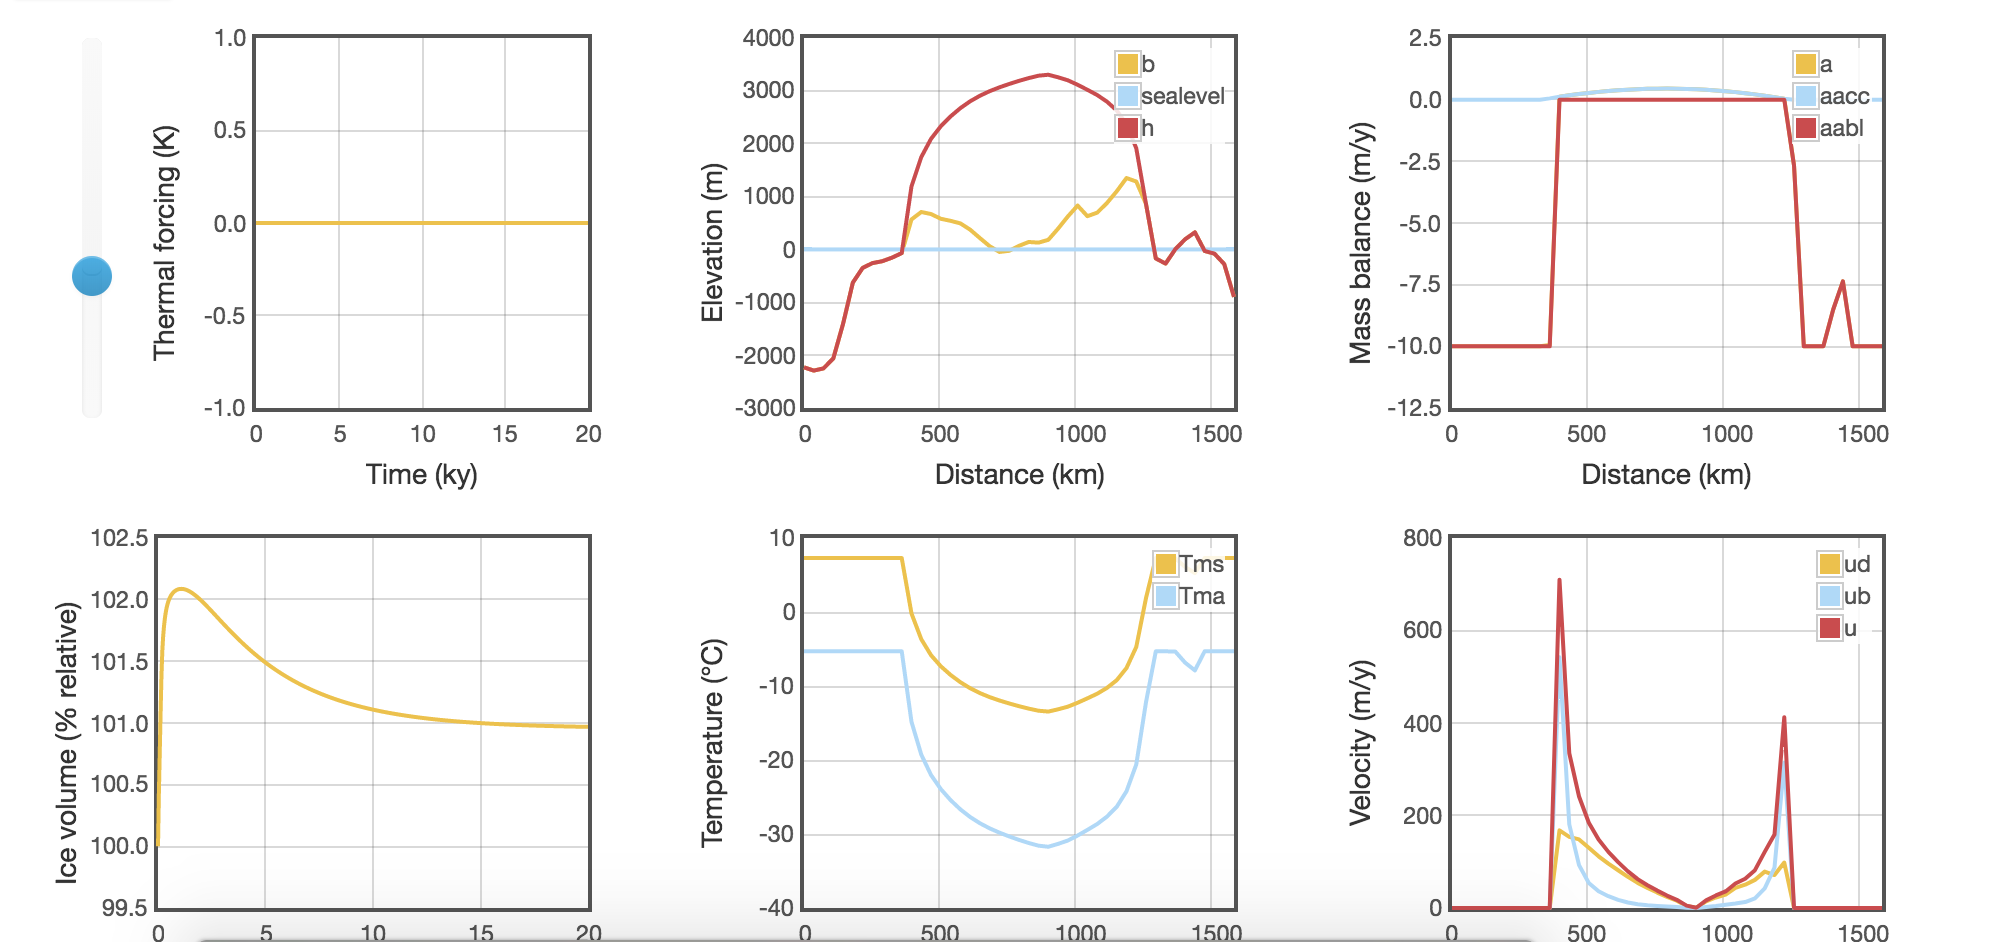 Thermal forcing (K)
1.0
0.5
0.0
-0.5
-1.0
0 5 10 15 20
Time (ky)
Elevation (m)
4000
3000
2000
1000
0
-1000
-2000
-3000
b
sealevel
h
0 500 1000 1500
Distance (km)
Mass balance (m/y)
2.5
0.0
-2.5
-5.0
-7.5
-10.0
-12.5
a
aacc
aabl
0 500 1000 1500
Distance (km)
Ice volume (% relative)
102.5
102.0
101.5
101.0
100.5
100.0
99.5
0 5 10 15 20
Temperature (°C)
10
0
-10
-20
-30
-40
Tms
Tma
0 500 1000 1500
Velocity (m/y)
800
600
400
200
0
ud
ub
u
0 500 1000 1500